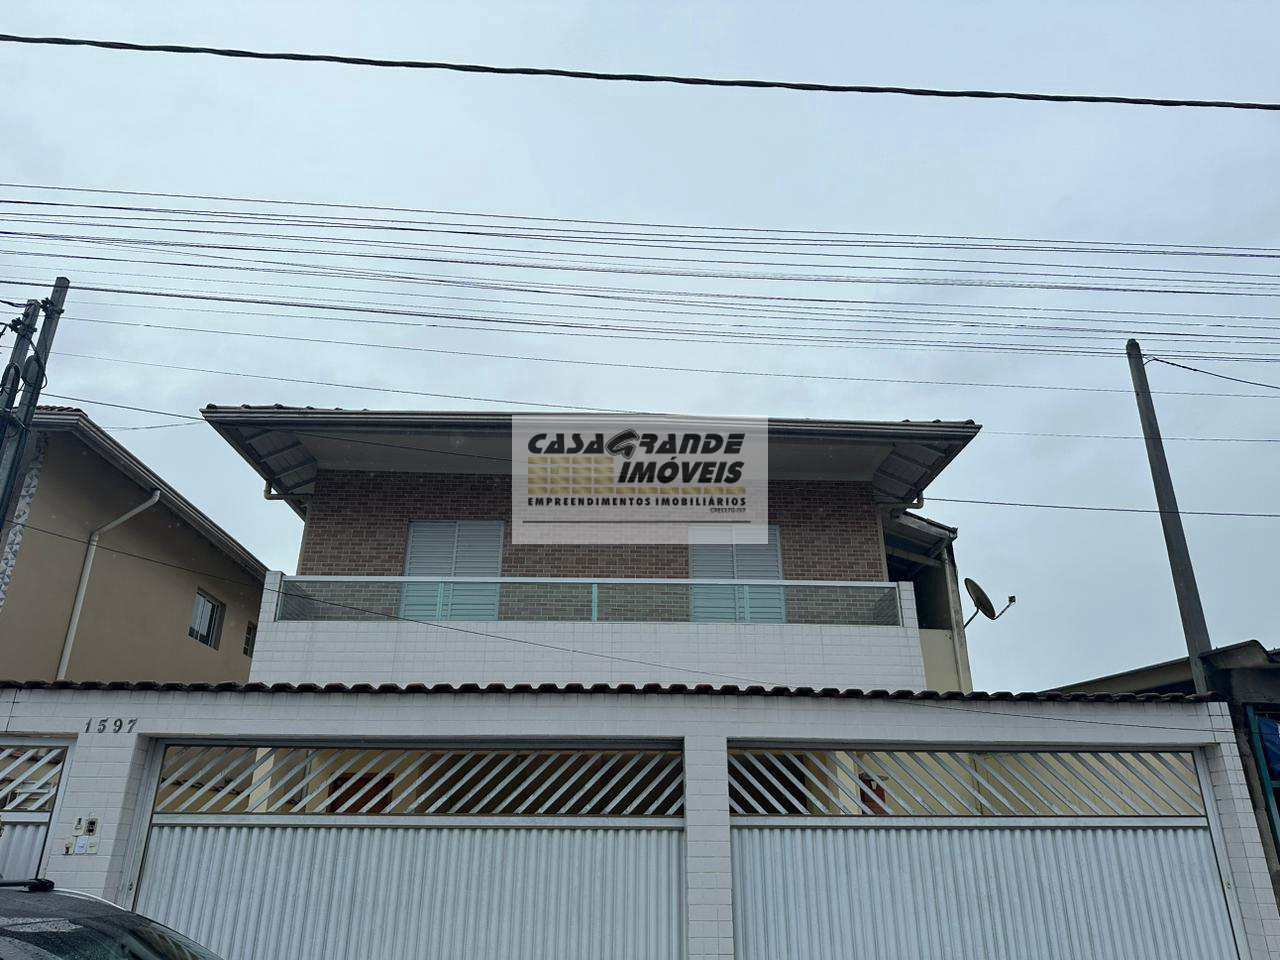 CASAGRANDE
IMÓVEIS
EMPREENDIMENTOS IMOBILIÁRIOS
1597